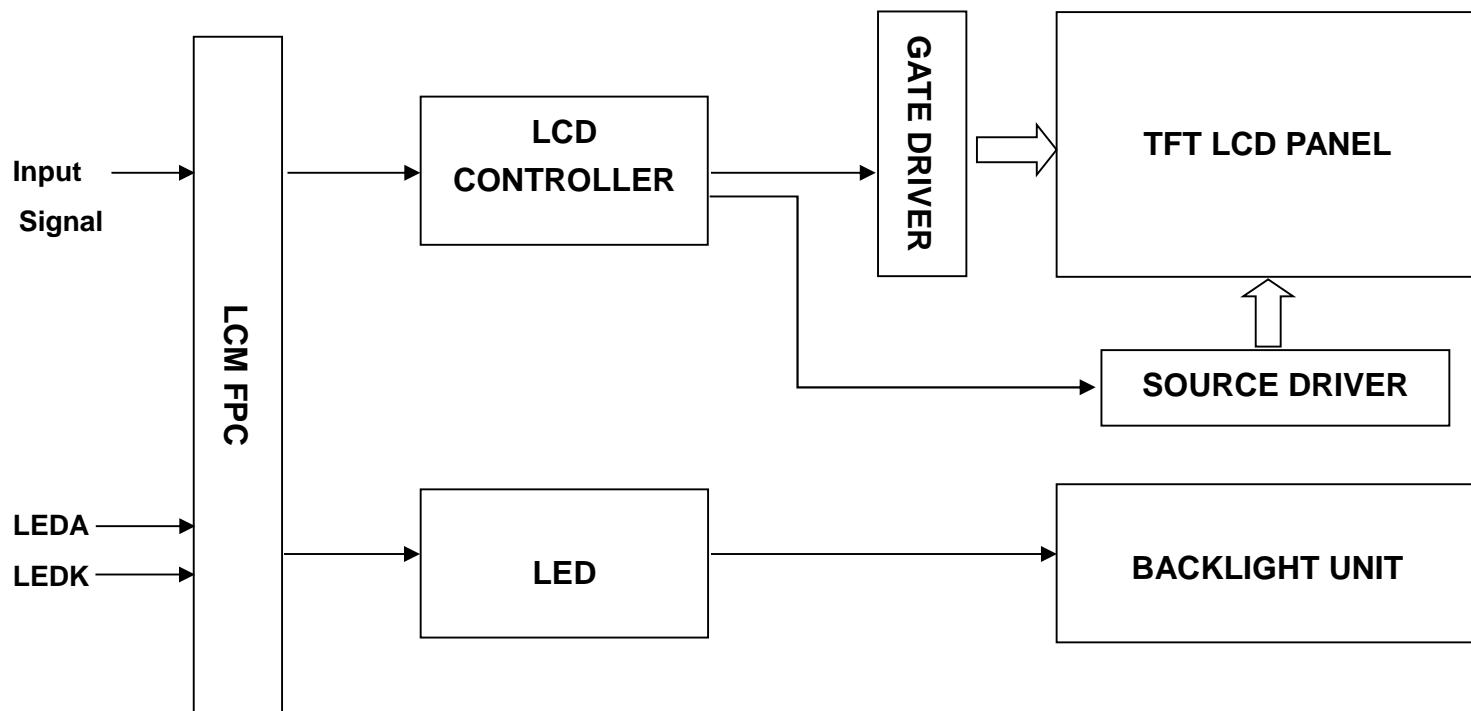 Input
Signal
LEDA
LEDK
LCM FPC
LCD
CONTROLLER
LED
GATE DRIVER
TFT LCD PANEL
SOURCE DRIVER
BACKLIGHT UNIT